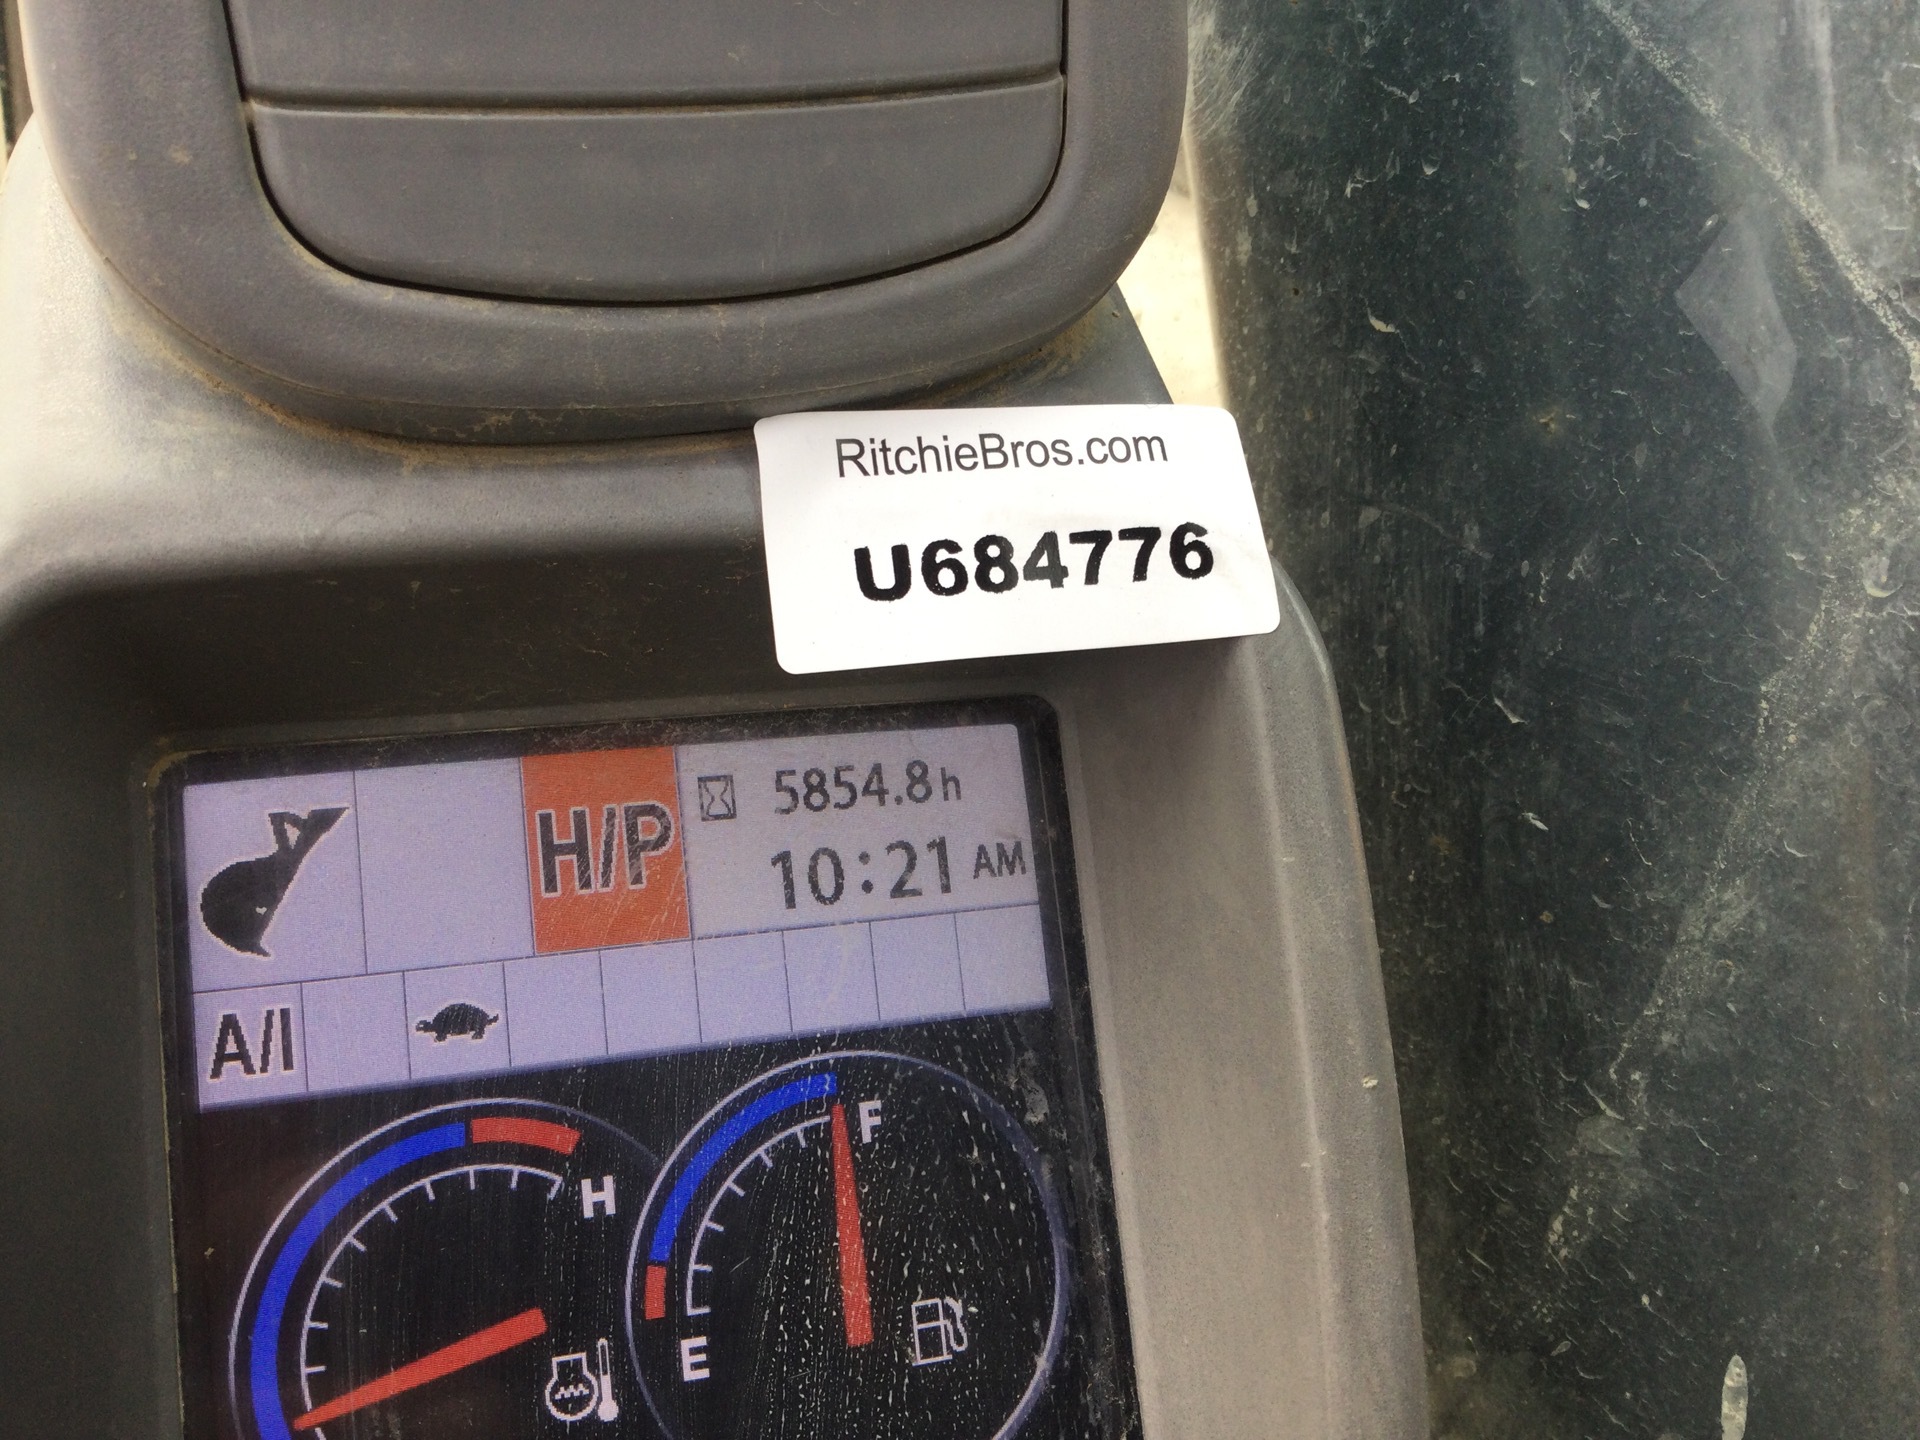 RitchieBros.com
U684776
H/P
5854.8h
10:21 AM
A/I
H
F
E